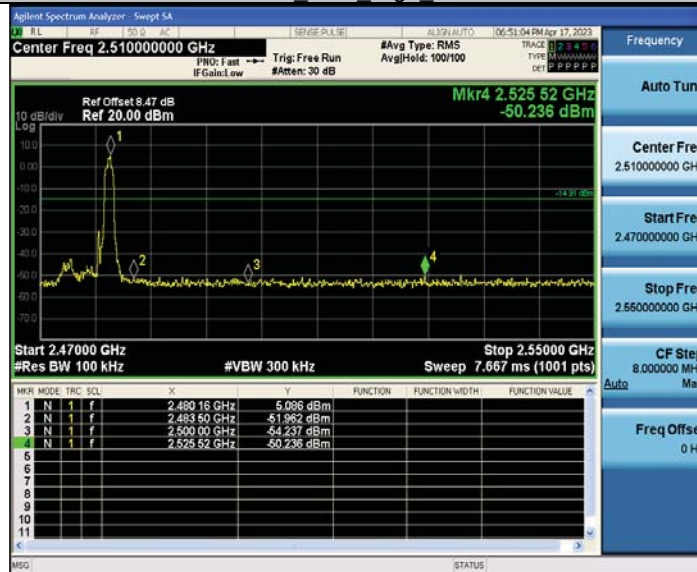 Agilent Spectrum Analyzer - Swept SA
RL RF 50 Ω AC SENSE:PULSE ALIGN AUTO 06:51:04 PM Apr 17, 2023
Center Freq 2.510000000 GHz
PNO: Fast
IFGain:Low
Trig: Free Run
#Atten: 30 dB
#Avg Type: RMS
Avg|Hold: 100/100
TRACE 1 2 3 4 5 6
TYPE M
DET P P P P P P
Ref Offset 8.47 dB
Ref 20.00 dBm
10 dB/div
Log
Mkr4 2.525 52 GHz
-50.236 dBm
10.0
0.00
-10.0
-20.0
-30.0
-40.0
-50.0
-60.0
-70.0
1
2
3
4
-14.91 dBm
Start 2.47000 GHz
Stop 2.55000 GHz
#Res BW 100 kHz #VBW 300 kHz Sweep 7.667 ms (1001 pts)
MKR MODE TRC SCL X Y FUNCTION FUNCTION WIDTH FUNCTION VALUE
1 N 1 f 2.480 16 GHz 5.086 dBm
2 N 1 f 2.483 50 GHz -51.962 dBm
3 N 1 f 2.500 00 GHz -54.237 dBm
4 N 1 f 2.525 52 GHz -50.236 dBm
5
6
7
8
9
10
11
MSG STATUS
Frequency
Auto Tun
Center Fre
2.510000000 GH
Start Fre
2.470000000 GH
Stop Fre
2.550000000 GH
CF Step
8.000000 MH
Auto Ma
Freq Offse
0 H